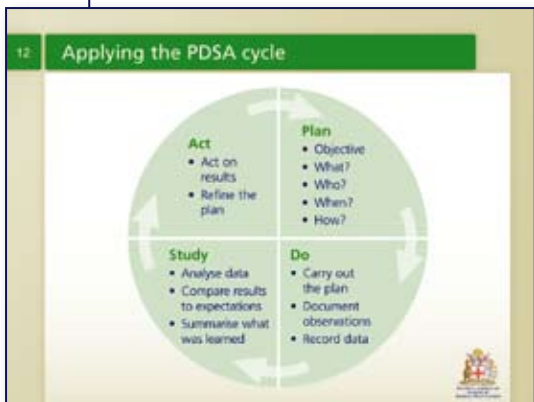 12
Applying the PDSA cycle
Act
• Act on
results
• Refine the
plan
Plan
• Objective
• What?
• Who?
• When?
• How?
Study
• Analyse data
• Compare results
to expectations
• Summarise what
was learned
Do
• Carry out
the plan
• Document
observations
• Record data